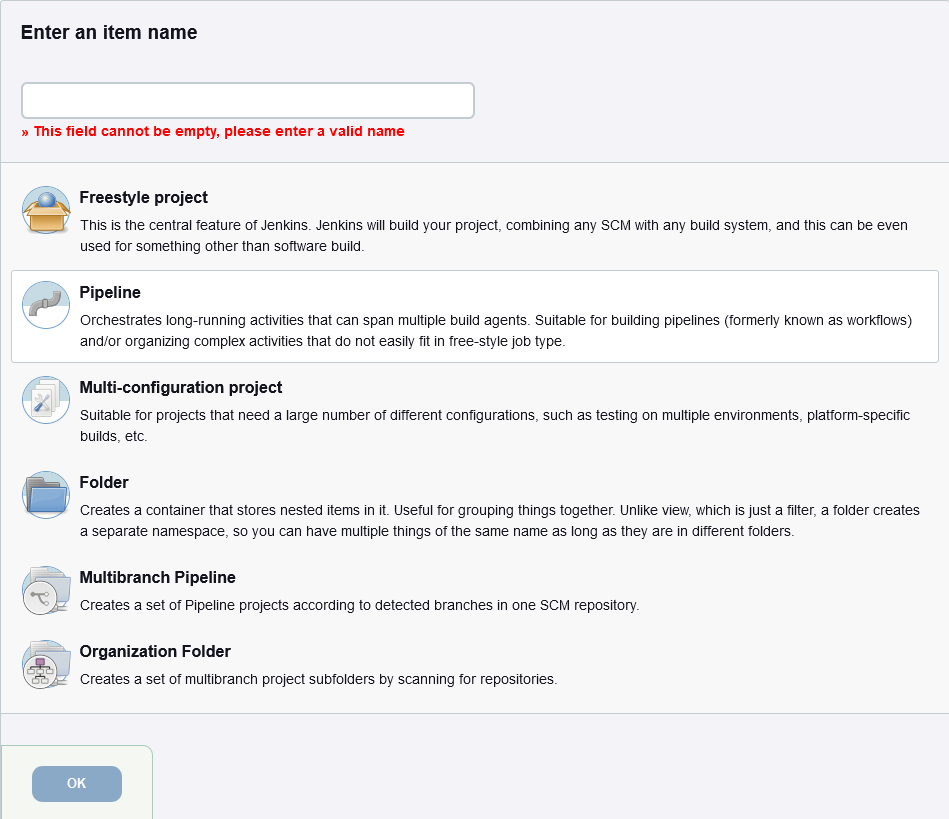 Enter an item name
» This field cannot be empty, please enter a valid name
Freestyle project
This is the central feature of Jenkins. Jenkins will build your project, combining any SCM with any build system, and this can be even
used for something other than software build.
Pipeline
Orchestrates long-running activities that can span multiple build agents. Suitable for building pipelines (formerly known as workflows)
and/or organizing complex activities that do not easily fit in free-style job type.
Multi-configuration project
Suitable for projects that need a large number of different configurations, such as testing on multiple environments, platform-specific
builds, etc.
Folder
Creates a container that stores nested items in it. Useful for grouping things together. Unlike view, which is just a filter, a folder creates
a separate namespace, so you can have multiple things of the same name as long as they are in different folders.
Multibranch Pipeline
Creates a set of Pipeline projects according to detected branches in one SCM repository.
Organization Folder
Creates a set of multibranch project subfolders by scanning for repositories.
OK